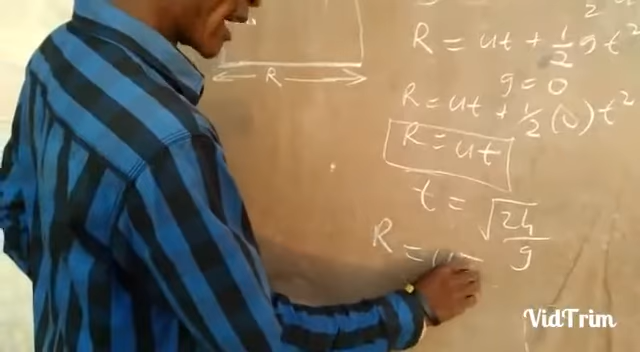 R = ut + 1/2 gt²
g = 0
R = ut + 1/2 (0) t²
R = ut
t = √(2h/g)
R =
R
VidTrim